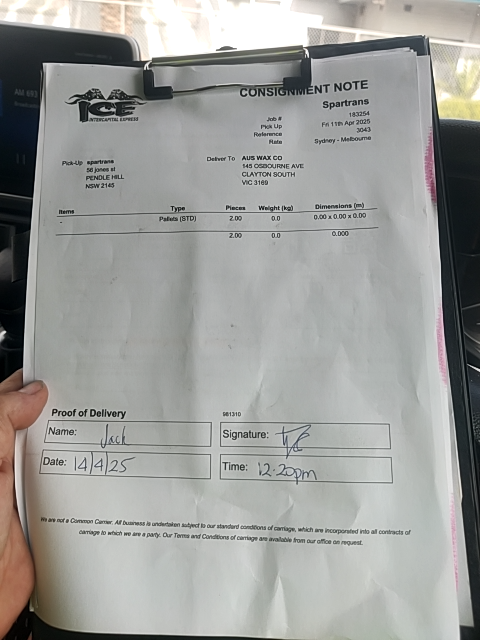 AM 693
ICE
INTERCAPITAL EXPRESS
CONSIGNMENT NOTE
Spartrans
Job # 183254
Pick Up Fri 11th Apr 2025
Reference 3043
Rate Sydney - Melbourne
Pick-Up spartrans
56 jones st
PENDLE HILL
NSW 2145
Deliver To AUS WAX CO
145 OSBOURNE AVE
CLAYTON SOUTH
VIC 3169
Items Type Pieces Weight (kg) Dimensions (m)
- Pallets (STD) 2.00 0.0 0.00 x 0.00 x 0.00
2.00 0.0 0.000
Proof of Delivery
981310
Name: Jack
Signature:
Date: 14/4/25
Time: 12.20pm
We are not a Common Carrier. All business is undertaken subject to our standard conditions of carriage, which are incorporated into all contracts of
carriage to which we are a party. Our Terms and Conditions of carriage are available from our office on request.